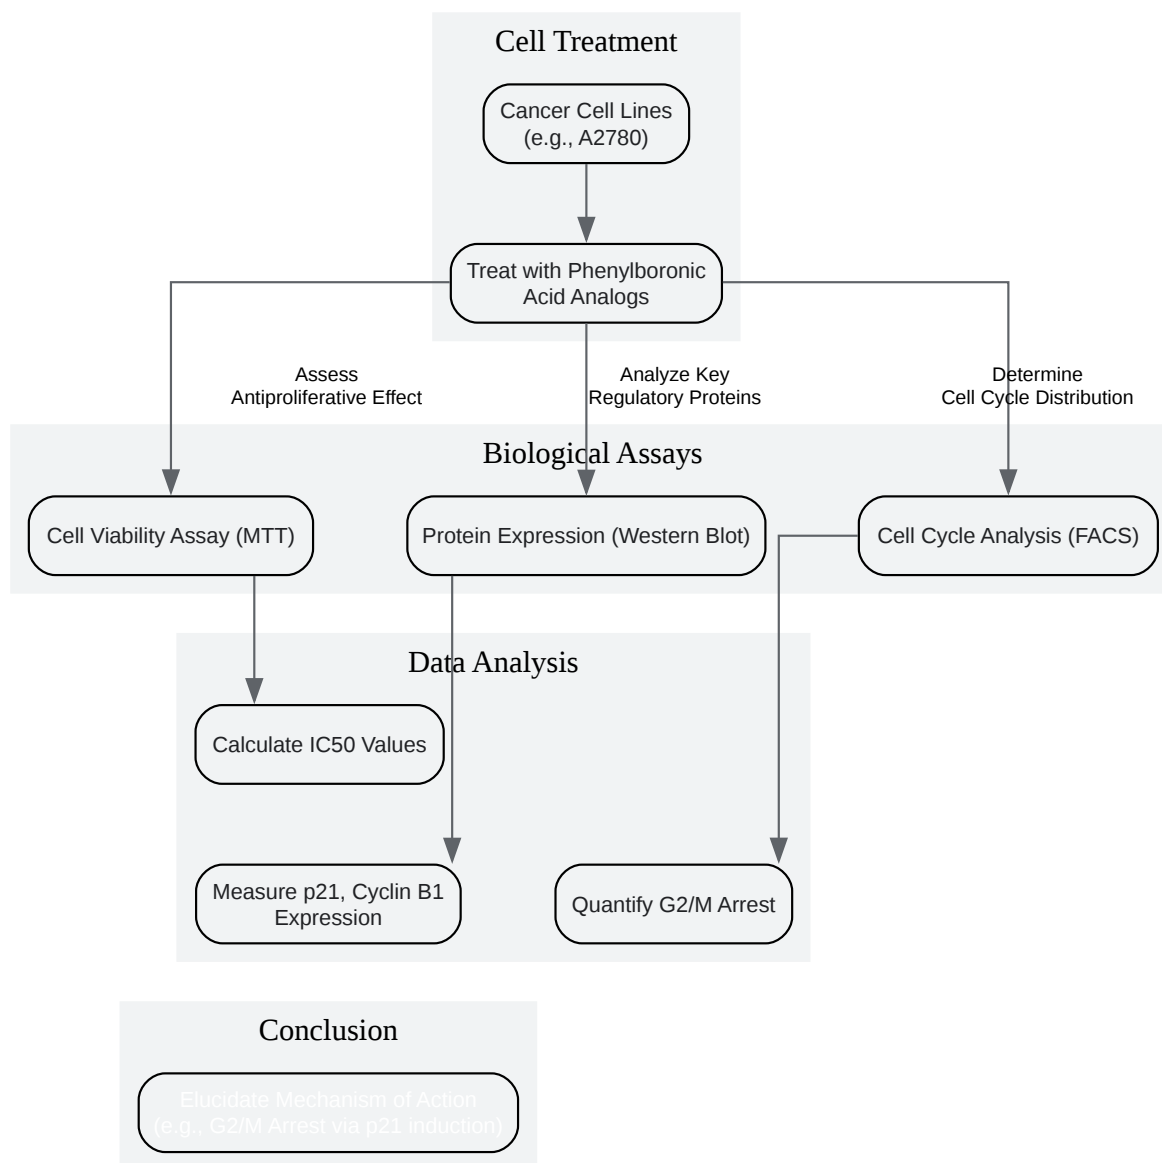 Cell Treatment
Cancer Cell Lines
(e.g., A2780)
Treat with Phenylboronic
Acid Analogs
Assess
Antiproliferative Effect
Analyze Key
Regulatory Proteins
Determine
Cell Cycle Distribution
Biological Assays
Cell Viability Assay (MTT)
Protein Expression (Western Blot)
Cell Cycle Analysis (FACS)
Data Analysis
Calculate IC50 Values
Measure p21, Cyclin B1
Expression
Quantify G2/M Arrest
Conclusion
Elucidate Mechanism of Action
(e.g., G2/M Arrest via p21 induction)